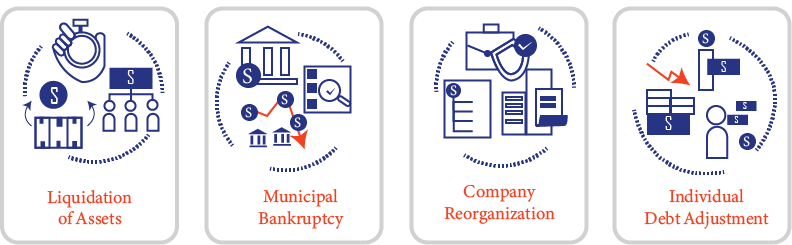 S
S
Liquidation
of Assets
S
S
S
S
Municipal
Bankruptcy
S
Company
Reorganization
S
S
S
S
S
S
Individual
Debt Adjustment